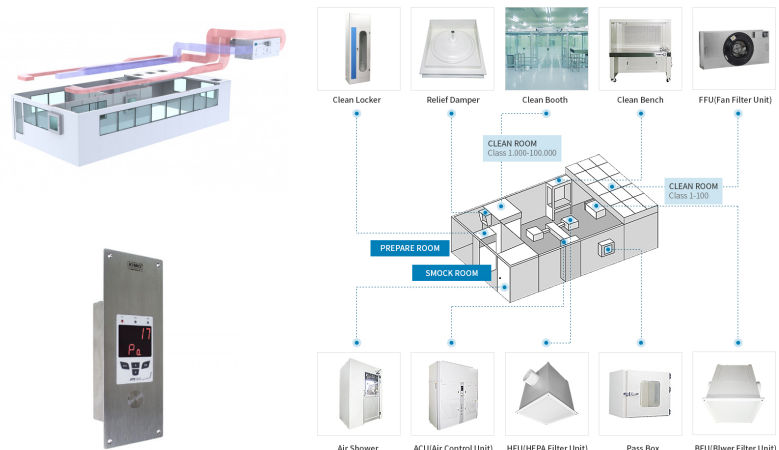 Clean Locker
Relief Damper
Clean Booth
Clean Bench
FFU(Fan Filter Unit)
CLEAN ROOM
Class 1.000-100.000
CLEAN ROOM
Class 1-100
PREPARE ROOM
SMOCK ROOM
KIMO
17
Pa
Air Shower
ACU(Air Control Unit)
HFU(HEPA Filter Unit)
Pass Box
BFU(Blwer Filter Unit)